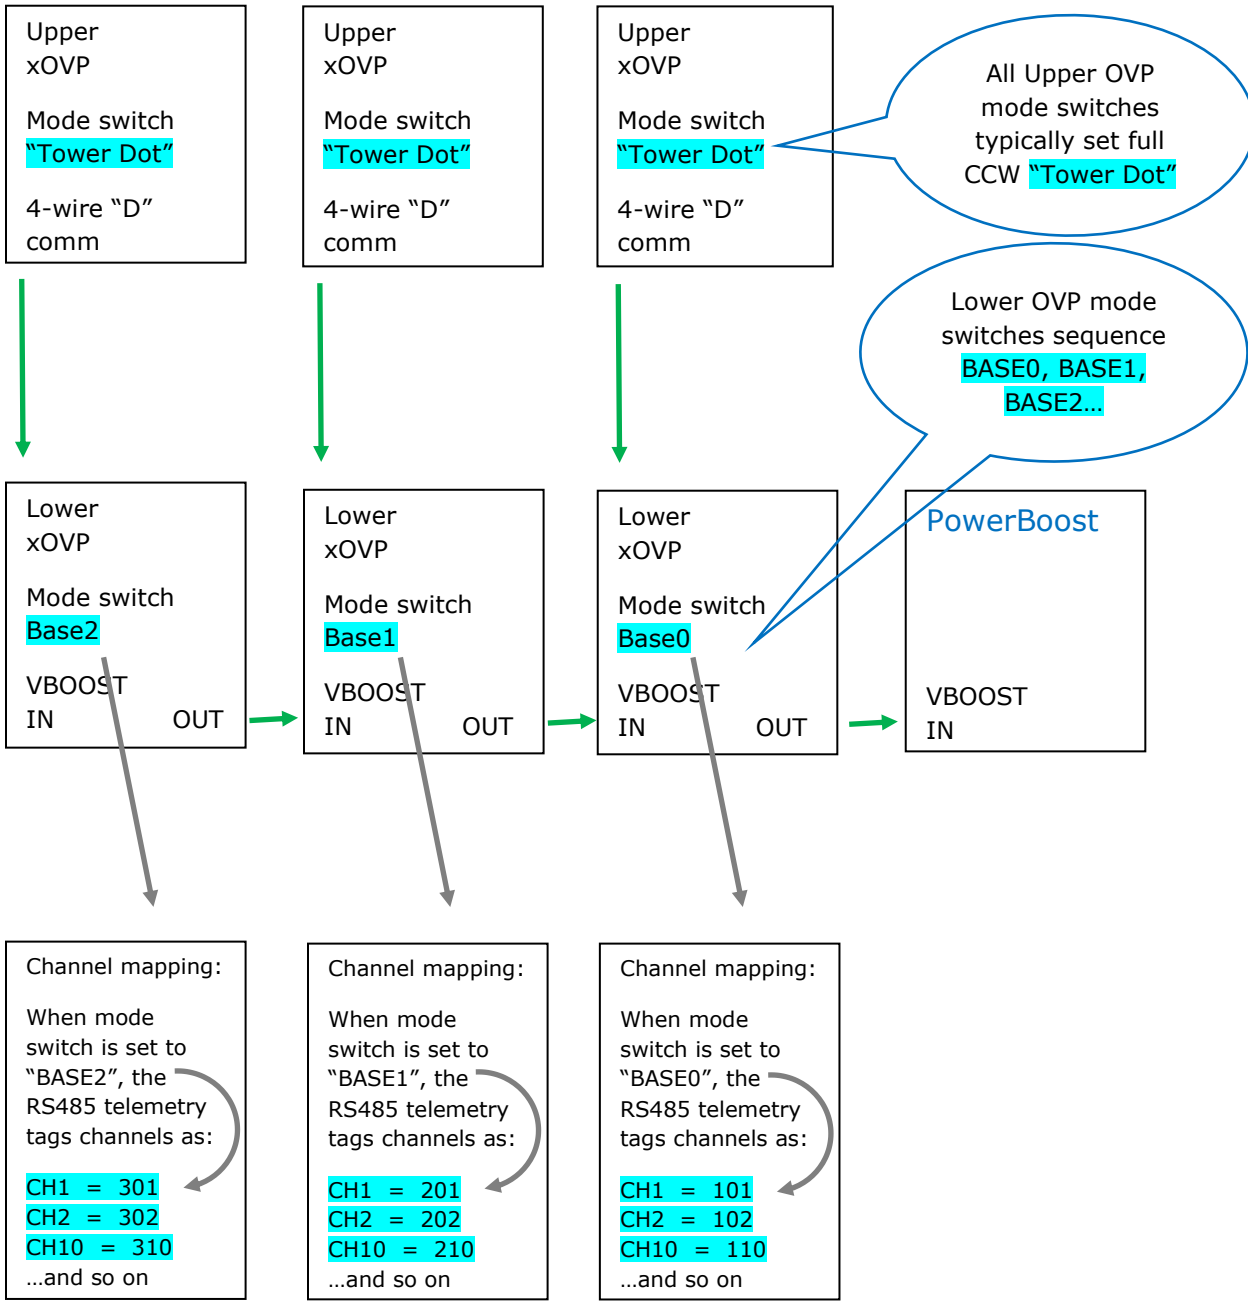 Upper
xOVP
Mode switch
“Tower Dot”
4-wire “D”
comm
Upper
xOVP
Mode switch
“Tower Dot”
4-wire “D”
comm
Upper
xOVP
Mode switch
“Tower Dot”
4-wire “D”
comm
All Upper OVP
mode switches
typically set full
CCW “Tower Dot”
Lower OVP mode
switches sequence
BASE0, BASE1,
BASE2…
Lower
xOVP
Mode switch
Base2
VBOOST
IN OUT
Lower
xOVP
Mode switch
Base1
VBOOST
IN OUT
Lower
xOVP
Mode switch
Base0
VBOOST
IN OUT
PowerBoost
VBOOST
IN
Channel mapping:
When mode
switch is set to
“BASE2”, the
RS485 telemetry
tags channels as:
CH1 = 301
CH2 = 302
CH10 = 310
…and so on
Channel mapping:
When mode
switch is set to
“BASE1”, the
RS485 telemetry
tags channels as:
CH1 = 201
CH2 = 202
CH10 = 210
…and so on
Channel mapping:
When mode
switch is set to
“BASE0”, the
RS485 telemetry
tags channels as:
CH1 = 101
CH2 = 102
CH10 = 110
…and so on